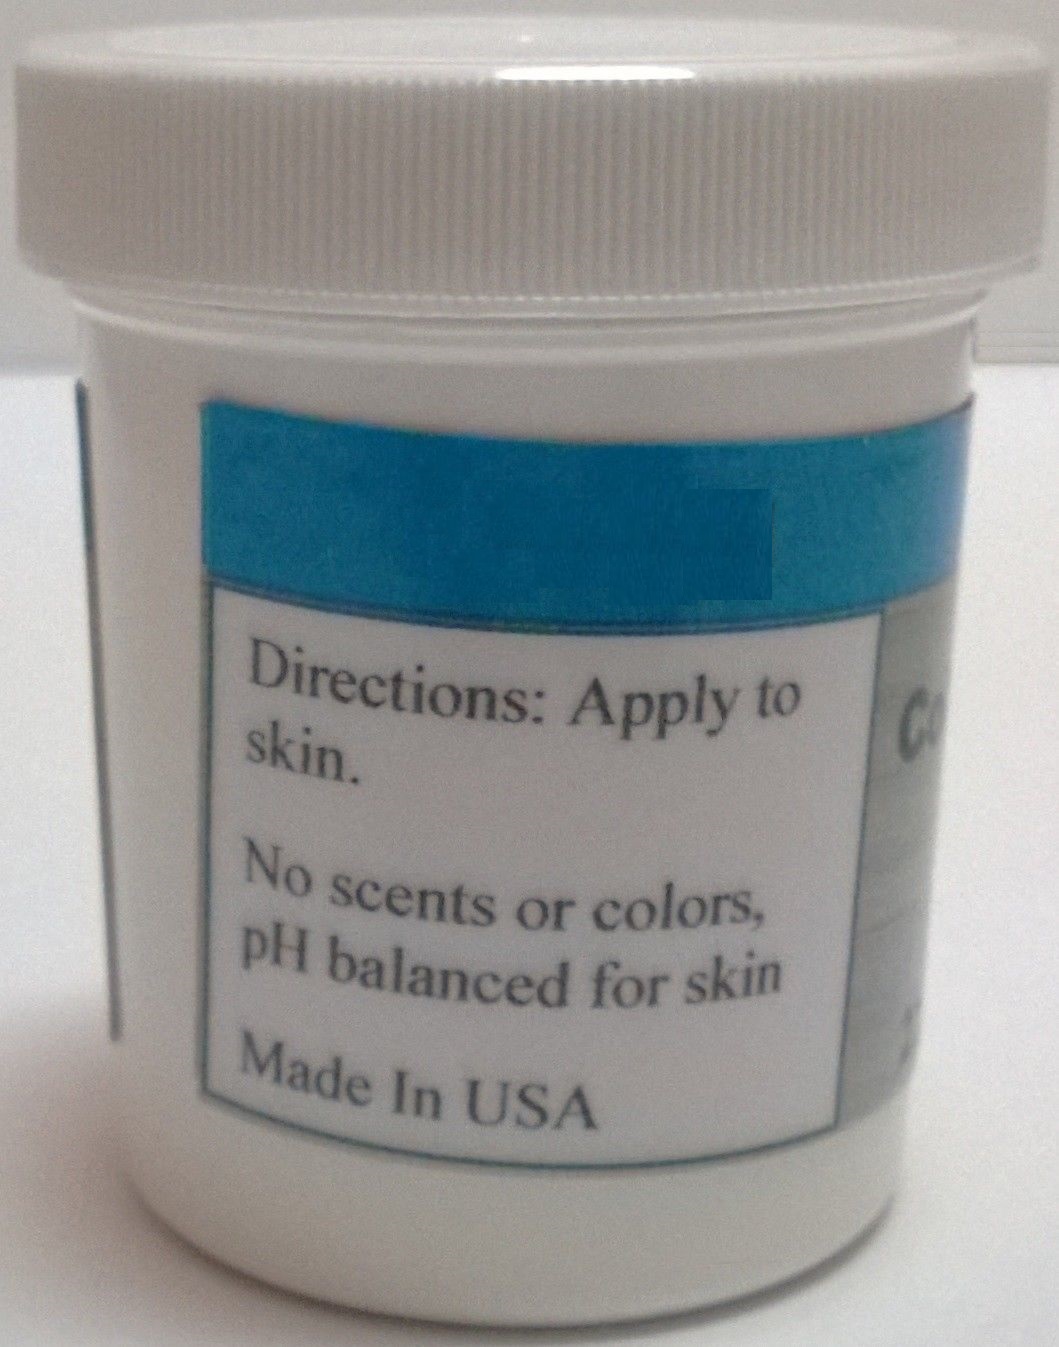 Directions: Apply to
skin.
No scents or colors,
pH balanced for skin
Made In USA